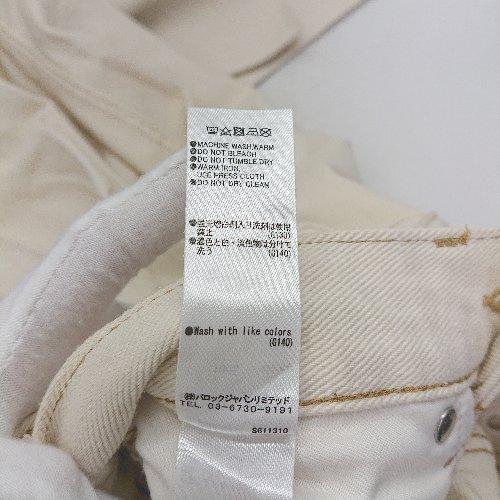 ●MACHINE WASH,WARM
●DO NOT BLEACH
●DO NOT TUMBLE DRY
●WARM IRON,
USE PRESS CLOTH
●DO NOT DRY CLEAN
●蛍光増白剤入り洗剤は使用
禁止 (G130)
●濃色と白・淡色物は分けて
洗う (G140)
●Wash with like colors
(G140)
(株)バロックジャパンリミテッド
TEL. 03-6730-9191
S611310